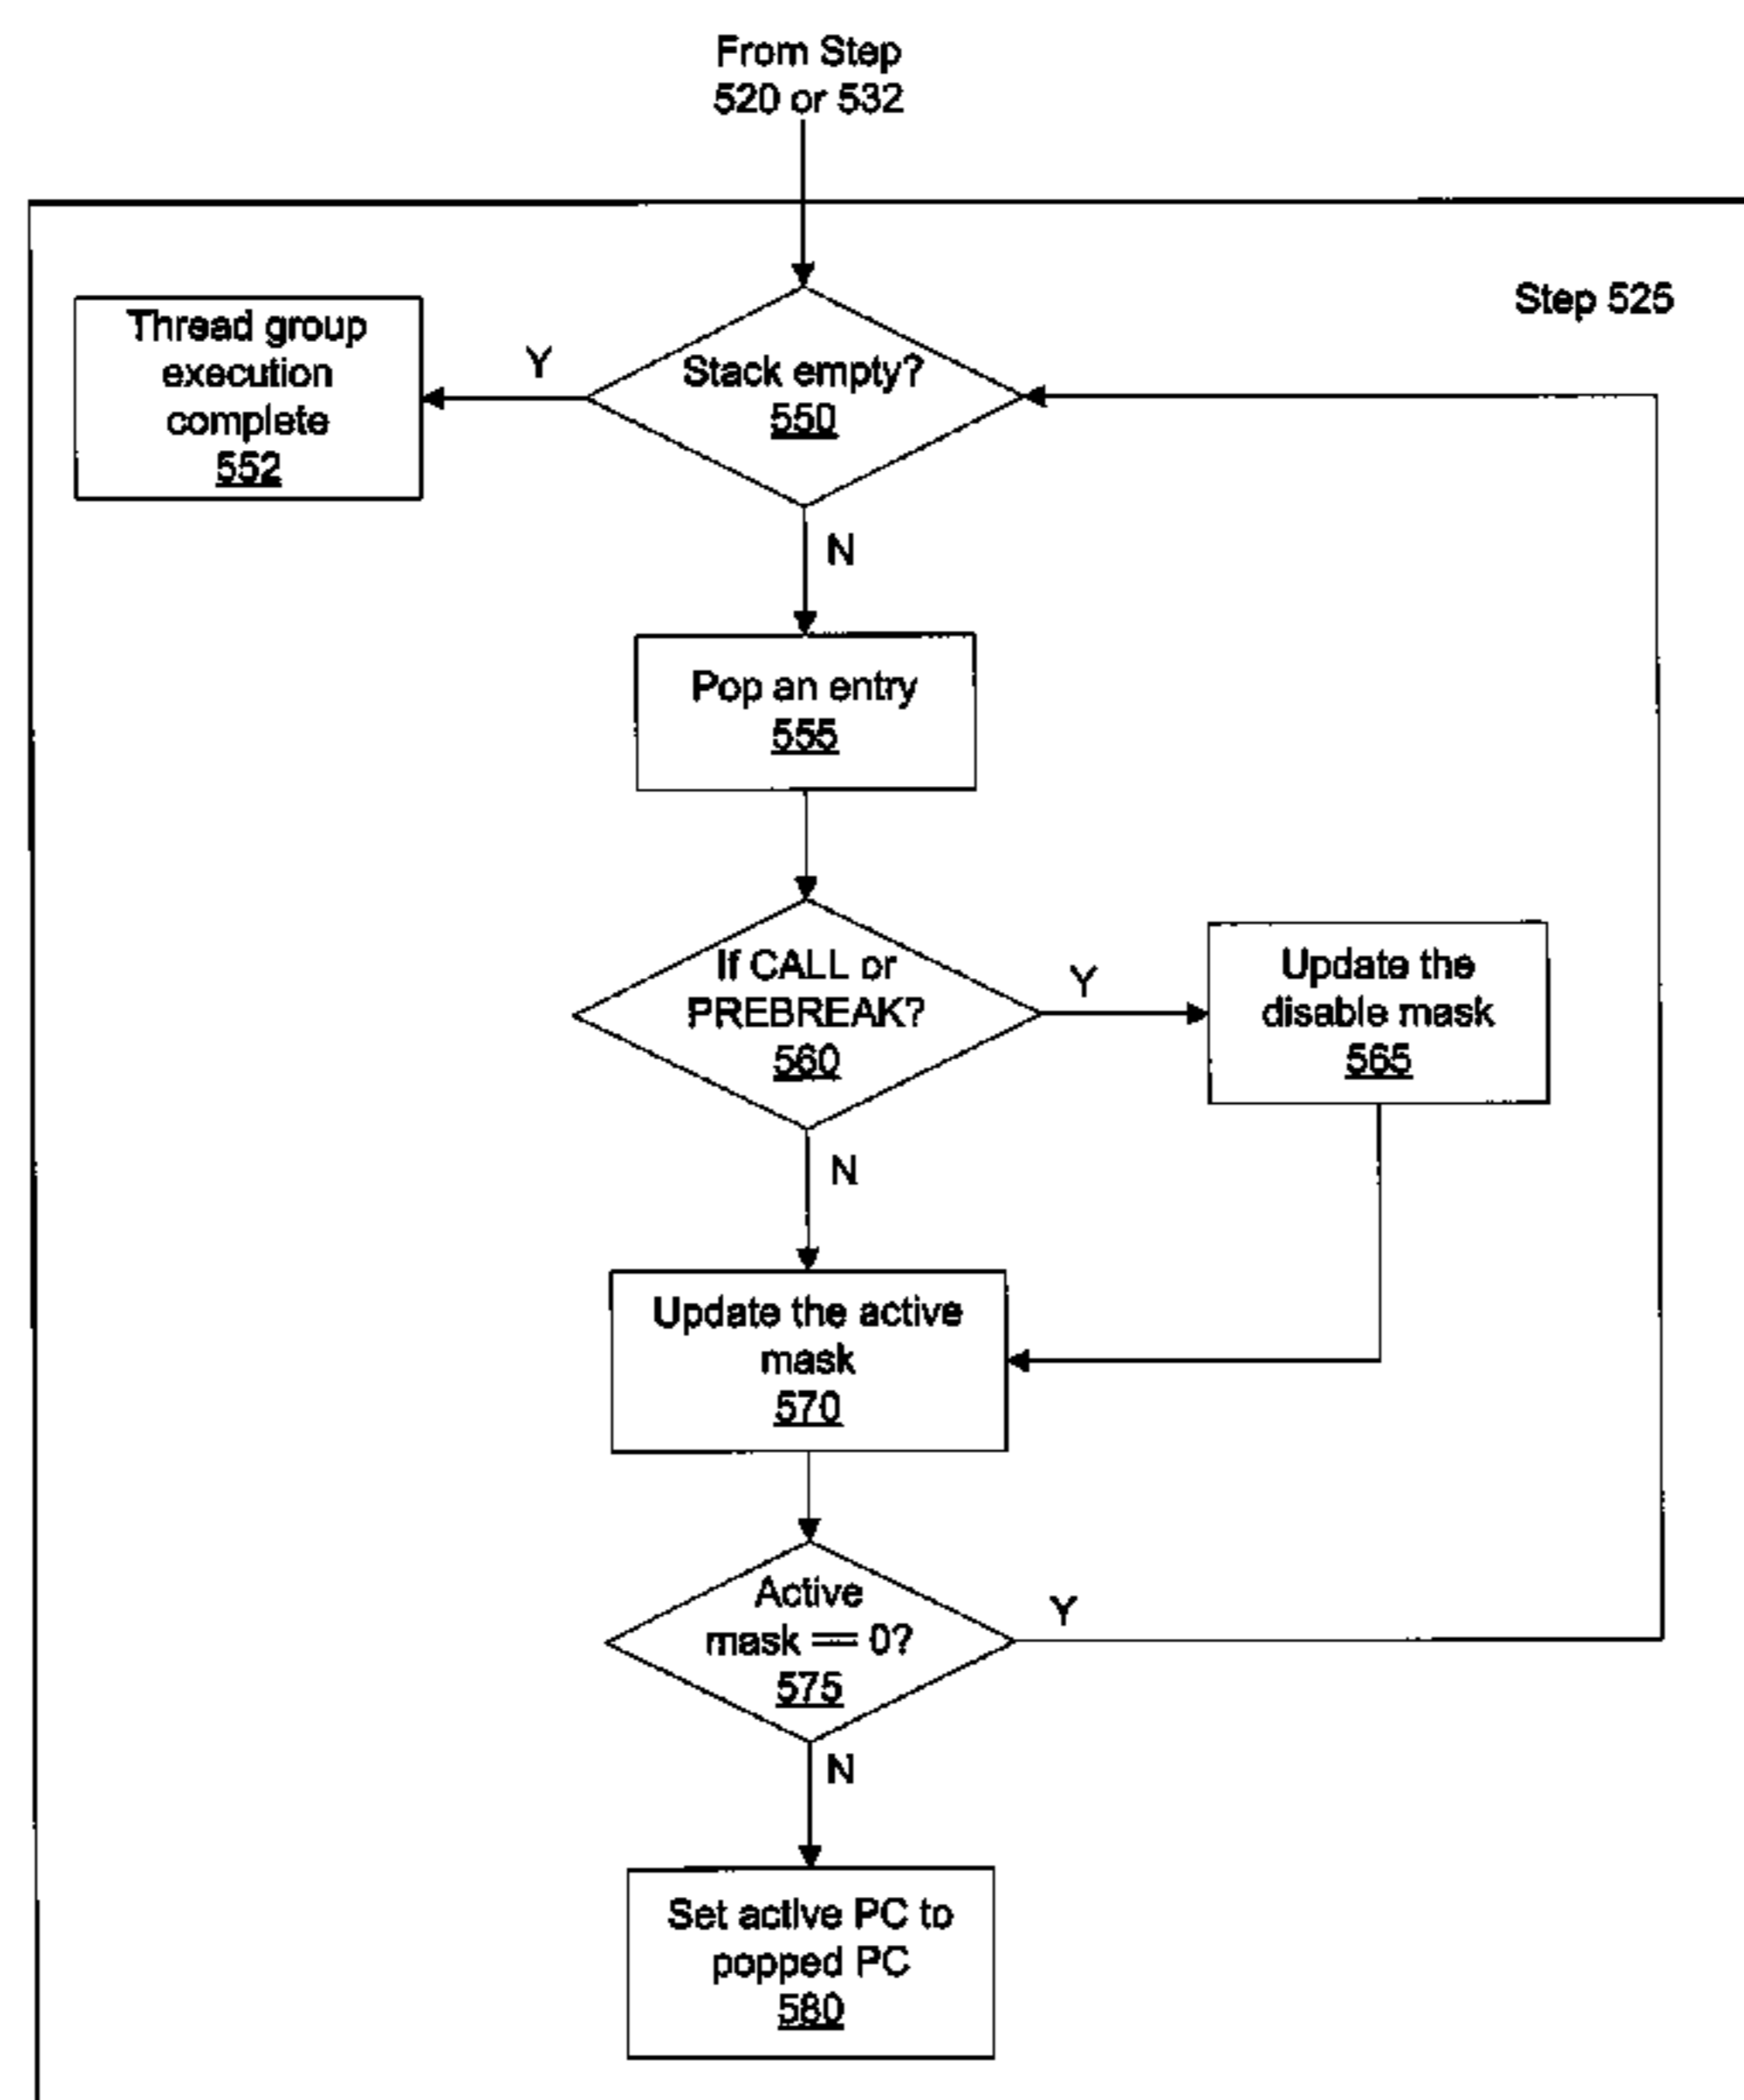 From Step
520 or 532
Step 525
Thread group
execution
complete
552
Y
Stack empty?
550
N
Pop an entry
555
If CALL or
PREBREAK?
560
Y
Update the
disable mask
565
N
Update the active
mask
570
Active
mask == 0?
575
Y
N
Set active PC to
popped PC
580